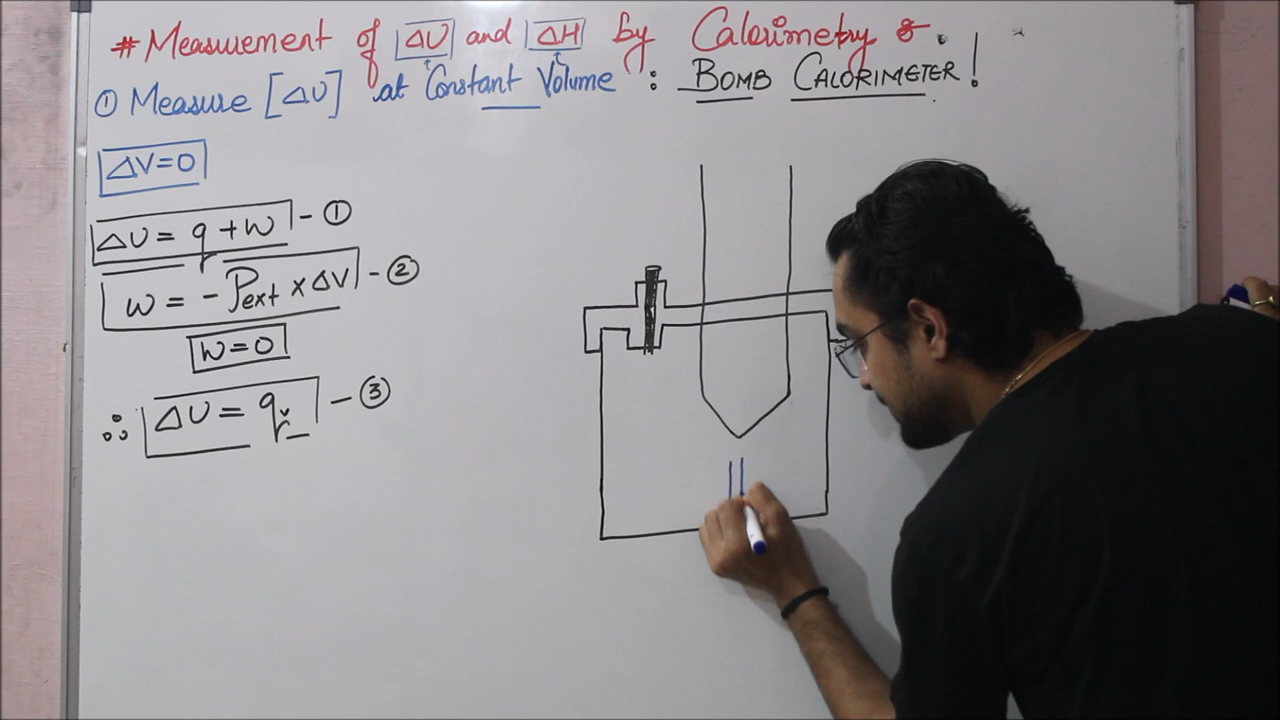 # Measurement of ΔU and ΔH by Calorimetry :
① Measure [ΔU] at Constant Volume : BOMB CALORIMETER !
ΔV=0
ΔU = q + W - ①
W = - Pext × ΔV - ②
W=0
∴ ΔU = qv - ③